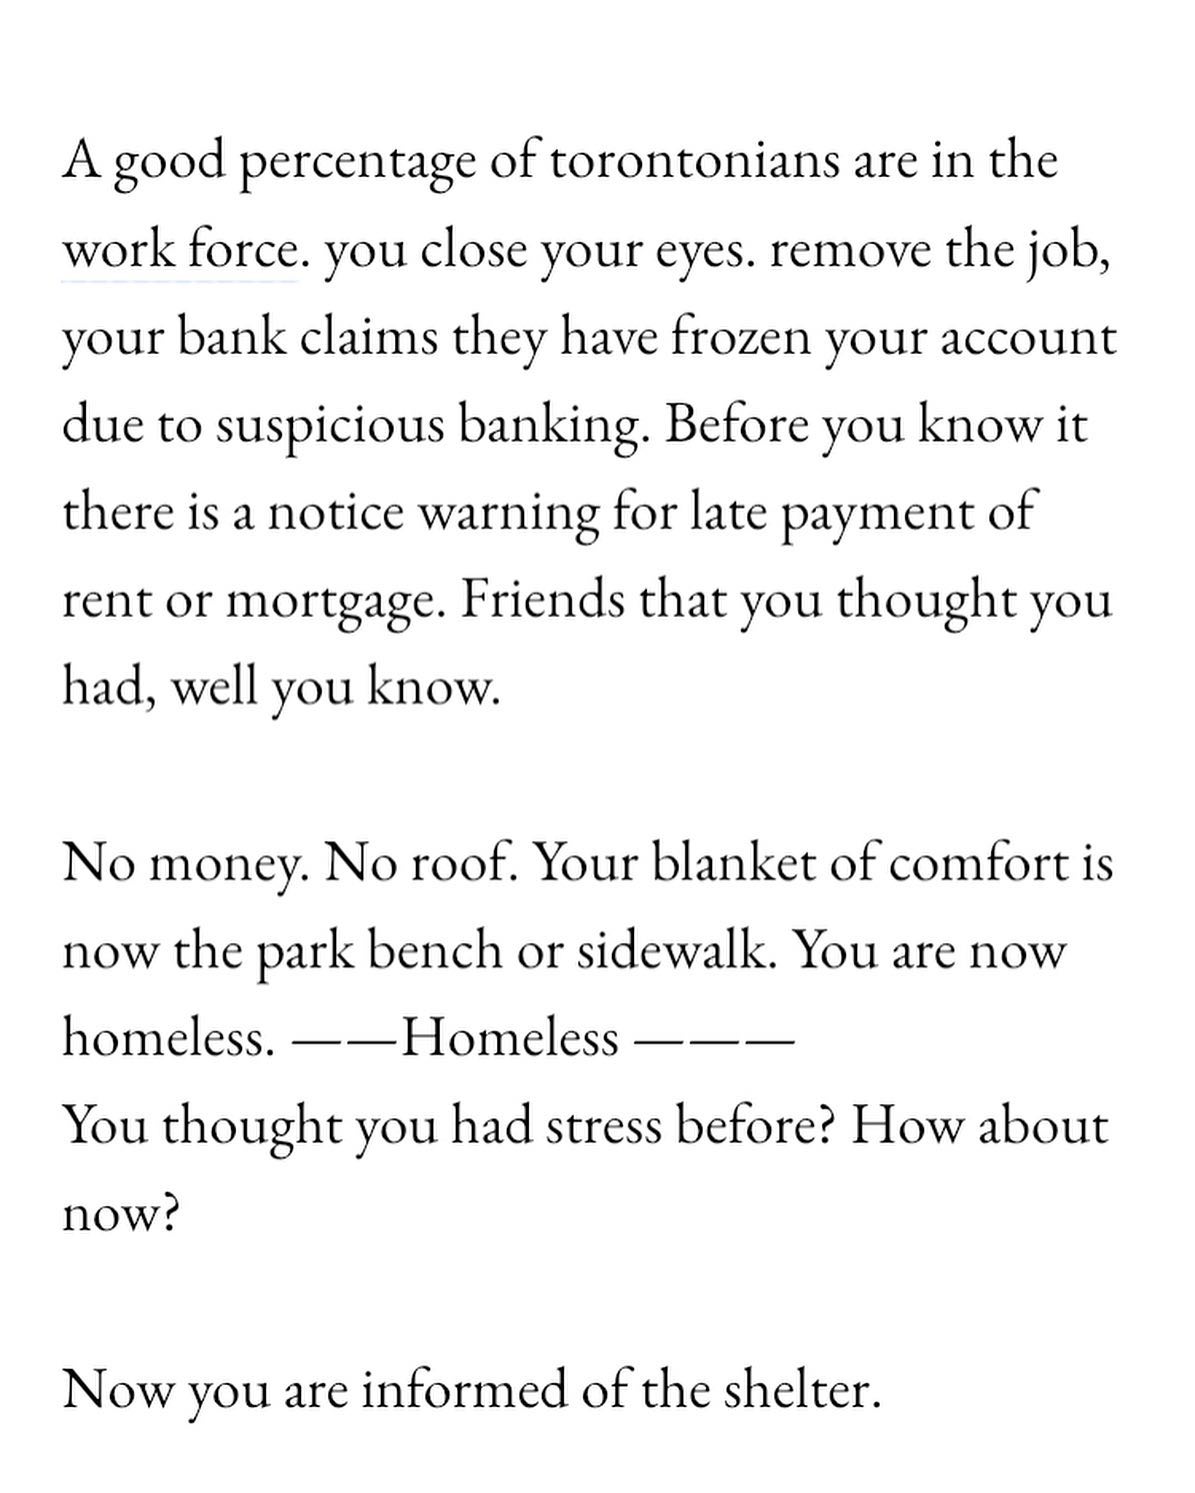 A good percentage of torontonians are in the
work force. you close your eyes. remove the job,
your bank claims they have frozen your account
due to suspicious banking. Before you know it
there is a notice warning for late payment of
rent or mortgage. Friends that you thought you
had, well you know.
No money. No roof. Your blanket of comfort is
now the park bench or sidewalk. You are now
homeless. ——Homeless ———
You thought you had stress before? How about
now?
Now you are informed of the shelter.